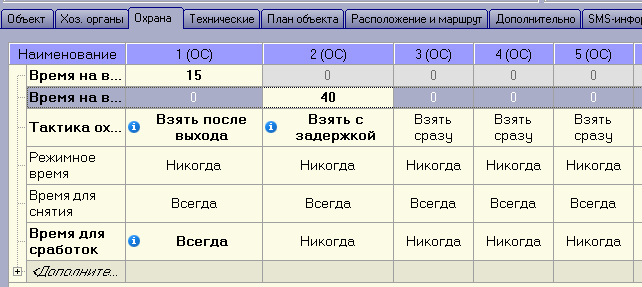 Объект Хоз. органы Охрана Технические План объекта Расположение и маршрут Дополнительно SMS-инфор
Наименование 1 (ОС) 2 (ОС) 3 (ОС) 4 (ОС) 5 (ОС)
Время на в... 15 0 0 0 0
Время на в... 0 40 0 0 0
Тактика ох... Взять после Взять с Взять Взять Взять
выхода задержкой сразу сразу сразу
Режимное
время Никогда Никогда Никогда Никогда Никогда
Время для
снятия Всегда Всегда Всегда Всегда Всегда
Время для
сработок Всегда Никогда Никогда Никогда Никогда
<Дополните...